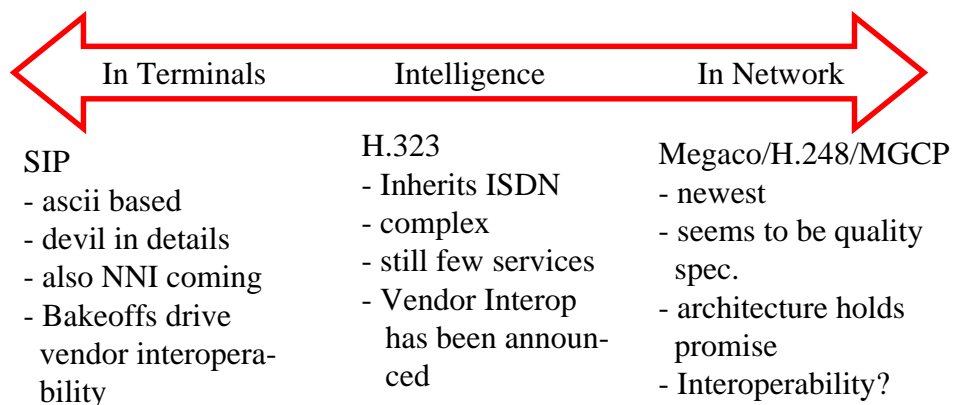 In Terminals Intelligence In Network
SIP
- ascii based
- devil in details
- also NNI coming
- Bakeoffs drive
vendor interopera-
bility
H.323
- Inherits ISDN
- complex
- still few services
- Vendor Interop
has been announ-
ced
Megaco/H.248/MGCP
- newest
- seems to be quality
spec.
- architecture holds
promise
- Interoperability?